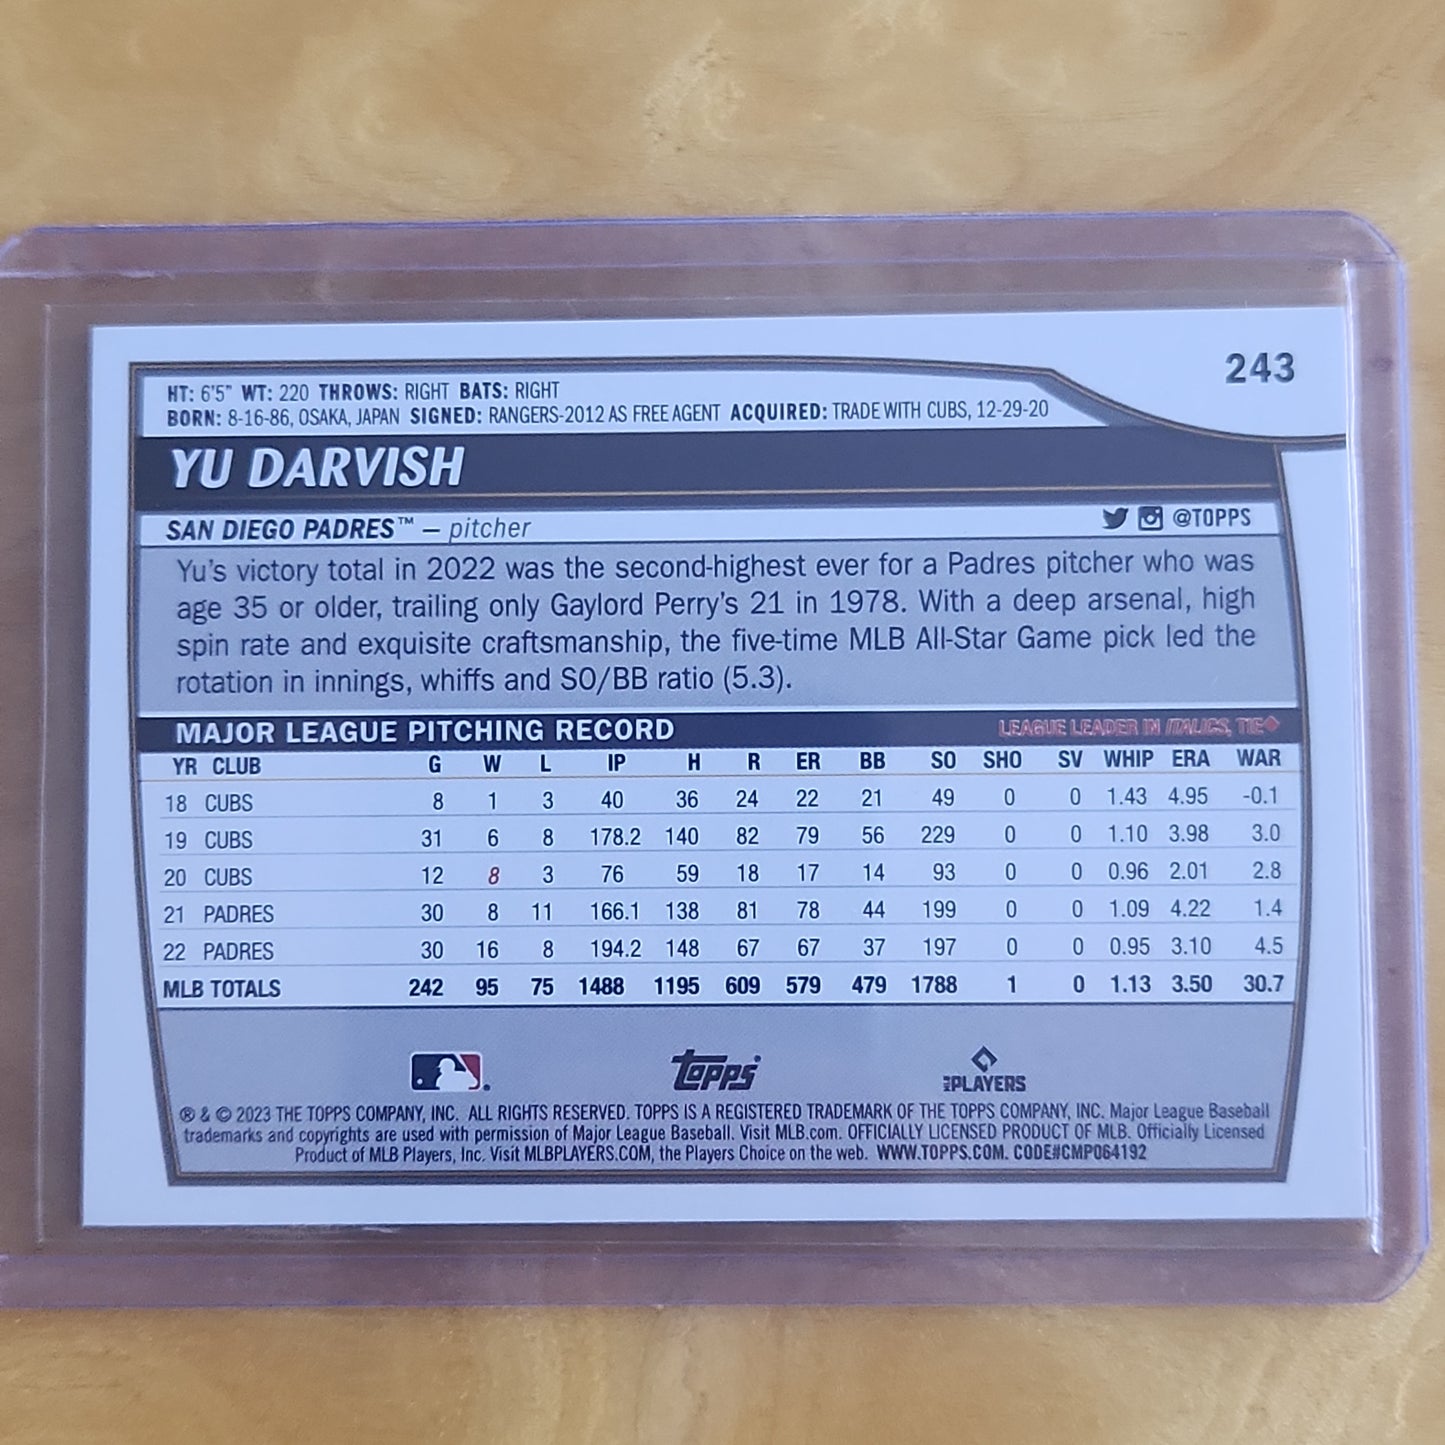 243
HT: 6'5" WT: 220 THROWS: RIGHT BATS: RIGHT
BORN: 8-16-86, OSAKA, JAPAN SIGNED: RANGERS-2012 AS FREE AGENT ACQUIRED: TRADE WITH CUBS, 12-29-20
YU DARVISH
SAN DIEGO PADRES™ – pitcher @TOPPS
Yu's victory total in 2022 was the second-highest ever for a Padres pitcher who was
age 35 or older, trailing only Gaylord Perry's 21 in 1978. With a deep arsenal, high
spin rate and exquisite craftsmanship, the five-time MLB All-Star Game pick led the
rotation in innings, whiffs and SO/BB ratio (5.3).
MAJOR LEAGUE PITCHING RECORD LEAGUE LEADER IN ITALICS, TIE◆
YR CLUB G W L IP H R ER BB SO SHO SV WHIP ERA WAR
18 CUBS 8 1 3 40 36 24 22 21 49 0 0 1.43 4.95 -0.1
19 CUBS 31 6 8 178.2 140 82 79 56 229 0 0 1.10 3.98 3.0
20 CUBS 12 8 3 76 59 18 17 14 93 0 0 0.96 2.01 2.8
21 PADRES 30 8 11 166.1 138 81 78 44 199 0 0 1.09 4.22 1.4
22 PADRES 30 16 8 194.2 148 67 67 37 197 0 0 0.95 3.10 4.5
MLB TOTALS 242 95 75 1488 1195 609 579 479 1788 1 0 1.13 3.50 30.7
topps MLB PLAYERS
® & © 2023 THE TOPPS COMPANY, INC. ALL RIGHTS RESERVED. TOPPS IS A REGISTERED TRADEMARK OF THE TOPPS COMPANY, INC. Major League Baseball
trademarks and copyrights are used with permission of Major League Baseball. Visit MLB.com. OFFICIALLY LICENSED PRODUCT OF MLB. Officially Licensed
Product of MLB Players, Inc. Visit MLBPLAYERS.COM, the Players Choice on the web. WWW.TOPPS.COM. CODE#CMP064192